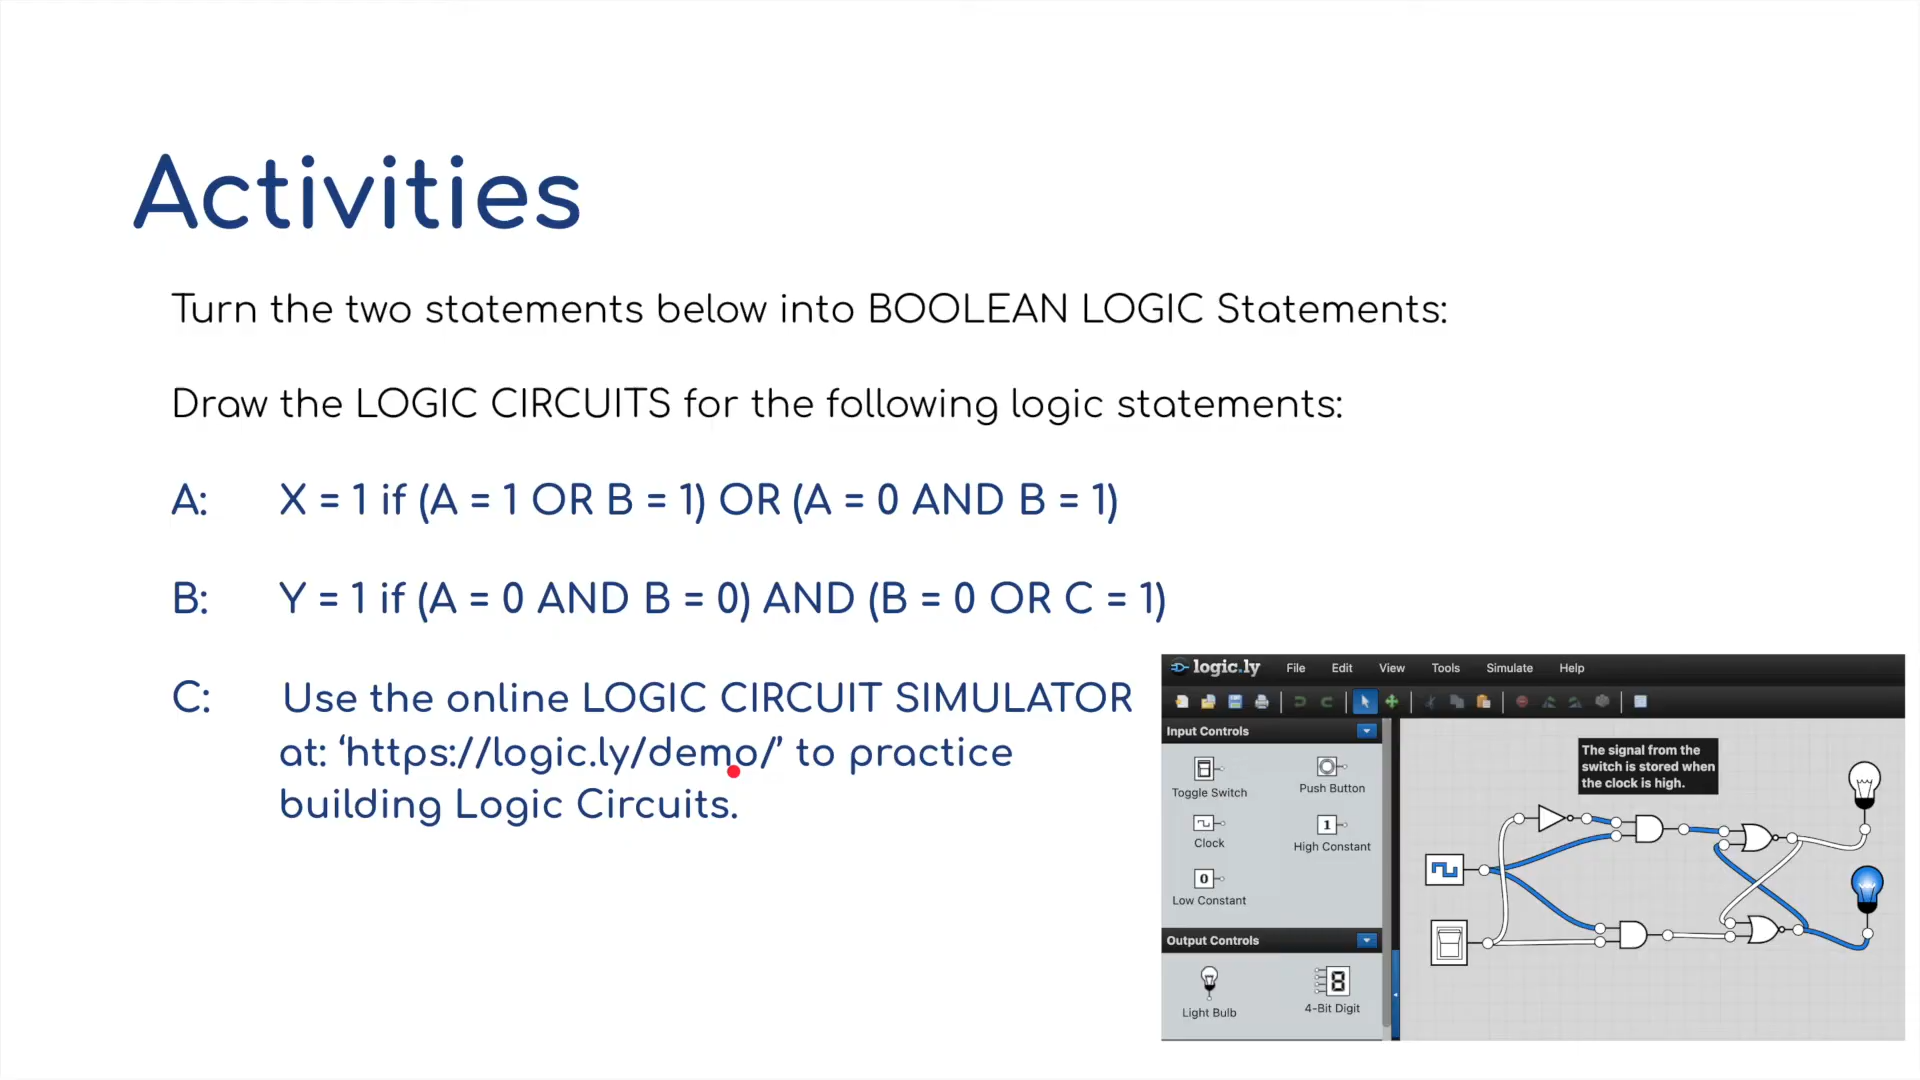 Activities
Turn the two statements below into BOOLEAN LOGIC Statements:
Draw the LOGIC CIRCUITS for the following logic statements:
A: X = 1 if (A = 1 OR B = 1) OR (A = 0 AND B = 1)
B: Y = 1 if (A = 0 AND B = 0) AND (B = 0 OR C = 1)
C: Use the online LOGIC CIRCUIT SIMULATOR
at: ‘https://logic.ly/demo/’ to practice
building Logic Circuits.
logic.ly File Edit View Tools Simulate Help
Input Controls
Toggle Switch Push Button
1
Clock High Constant
0
Low Constant
Output Controls
8
Light Bulb 4-Bit Digit
The signal from the
switch is stored when
the clock is high.